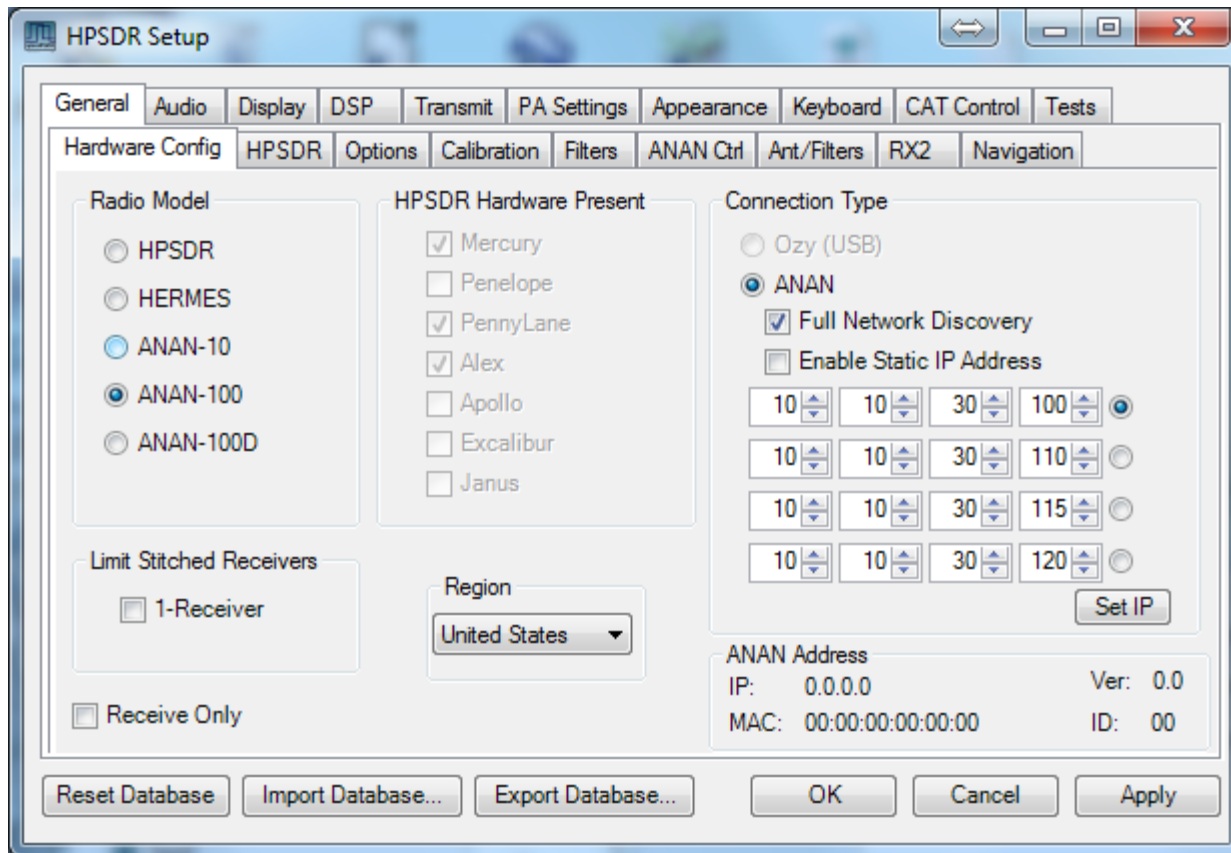 HPSDR Setup
General Audio Display DSP Transmit PA Settings Appearance Keyboard CAT Control Tests
Hardware Config HPSDR Options Calibration Filters ANAN Ctrl Ant/Filters RX2 Navigation
Radio Model
HPSDR
HERMES
ANAN-10
ANAN-100
ANAN-100D
HPSDR Hardware Present
Mercury
Penelope
PennyLane
Alex
Apollo
Excalibur
Janus
Connection Type
Ozy (USB)
ANAN
Full Network Discovery
Enable Static IP Address
10 10 30 100
10 10 30 110
10 10 30 115
10 10 30 120
Set IP
Limit Stitched Receivers
1-Receiver
Region
United States
Receive Only
ANAN Address
IP: 0.0.0.0 Ver: 0.0
MAC: 00:00:00:00:00:00 ID: 00
Reset Database Import Database... Export Database... OK Cancel Apply